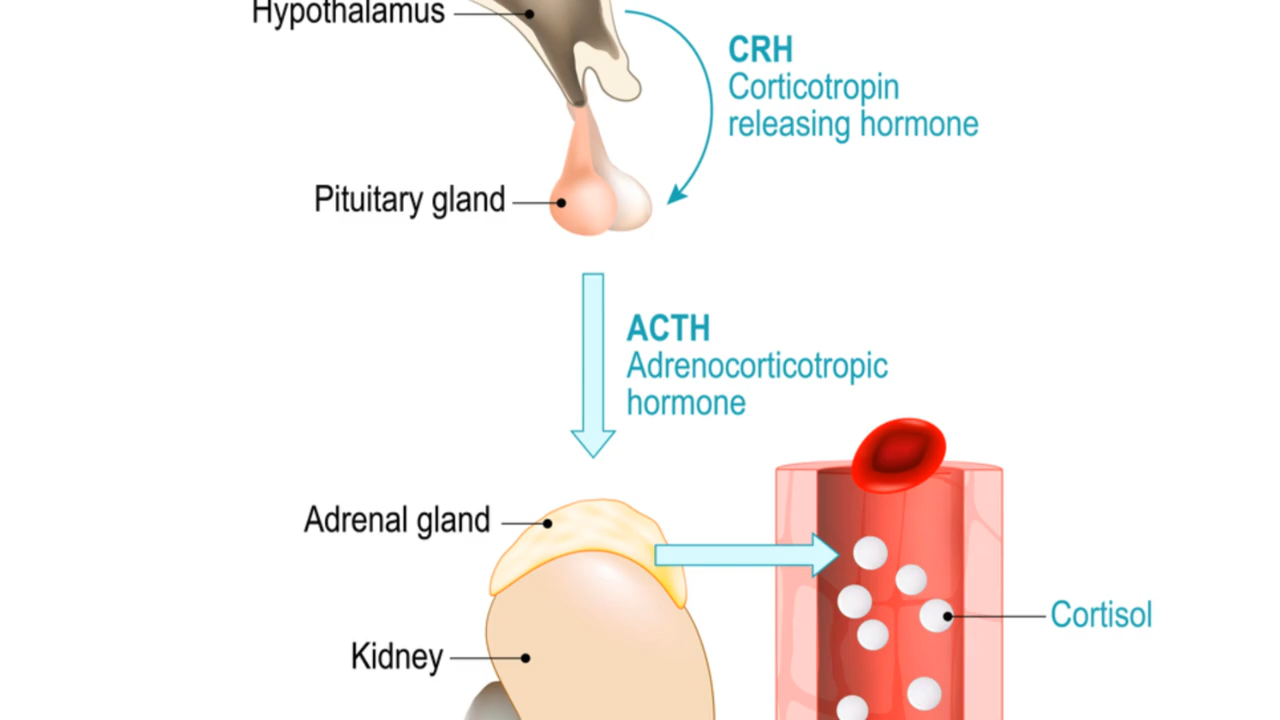 Hypothalamus
CRH
Corticotropin
releasing hormone
Pituitary gland
ACTH
Adrenocorticotropic
hormone
Adrenal gland
Cortisol
Kidney